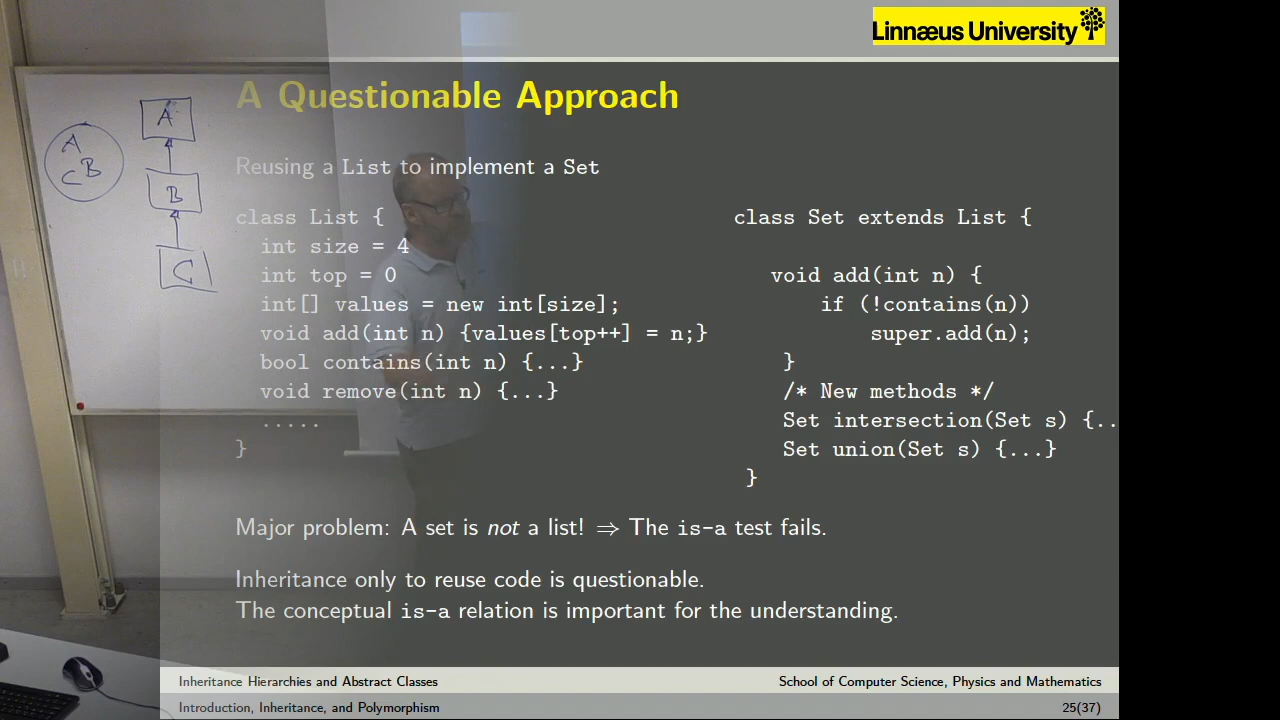 Linnæus University
A Questionable Approach
A
A
B
C
B
C
Reusing a List to implement a Set
class List {
int size = 4
int top = 0
int[] values = new int[size];
void add(int n) {values[top++] = n;}
bool contains(int n) {...}
void remove(int n) {...}
.....
}
class Set extends List {
void add(int n) {
if (!contains(n))
super.add(n);
}
/* New methods */
Set intersection(Set s) {..
Set union(Set s) {...}
}
Major problem: A set is not a list! ⇒ The is-a test fails.
Inheritance only to reuse code is questionable.
The conceptual is-a relation is important for the understanding.
Inheritance Hierarchies and Abstract Classes
School of Computer Science, Physics and Mathematics
Introduction, Inheritance, and Polymorphism
25(37)